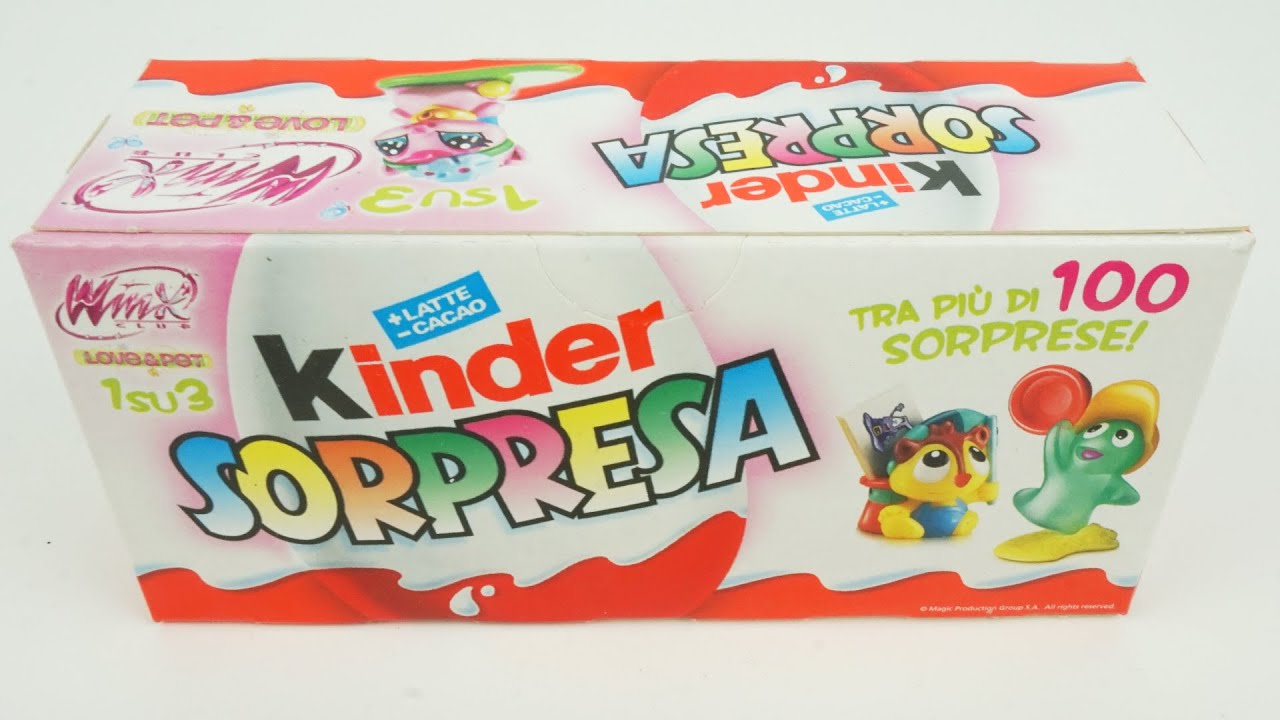 LOVE&PET
Winx
CLUB
1SU3
SORPRESA
kinder
+LATTE
-CACAO
Winx
CLUB
LOVE&PET
1SU3
+LATTE
-CACAO
kinder
SORPRESA
TRA PIÙ DI 100
SORPRESE!
© Magic Production Group S.A. All rights reserved.